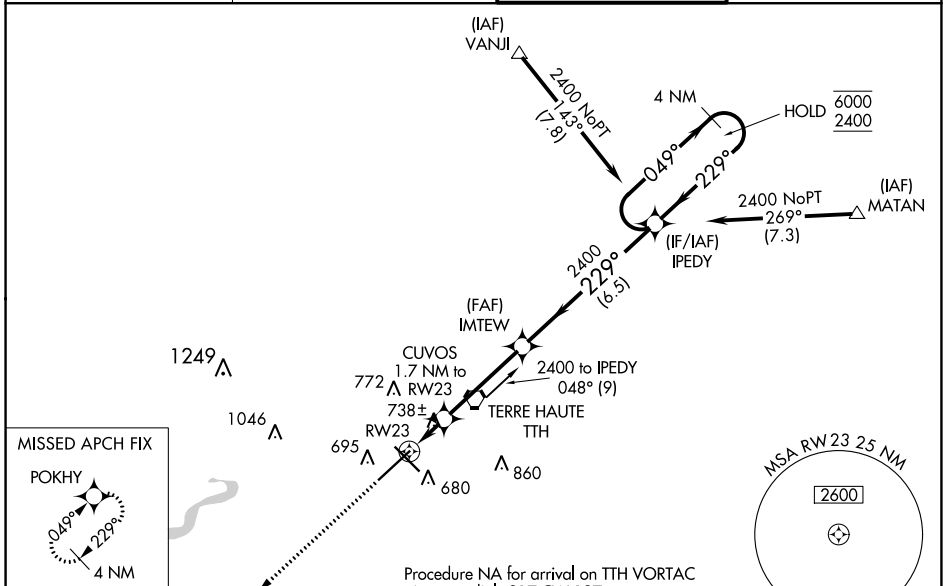 (IAF)
VANJI
2400 NoPT
143°
(7.8)
4 NM
HOLD
6000
2400
049°
229°
(IAF)
MATAN
2400 NoPT
269°
(7.3)
(IF/IAF)
IPEDY
2400
229°
(6.5)
(FAF)
IMTEW
CUVOS
1.7 NM to
RW23
2400 to IPEDY
048° (9)
TERRE HAUTE
TTH
1249
772
738±
1046
RW23
695
680
860
MISSED APCH FIX
POKHY
049°
229°
4 NM
MSA RW 23 25 NM
2600
Procedure NA for arrival on TTH VORTAC